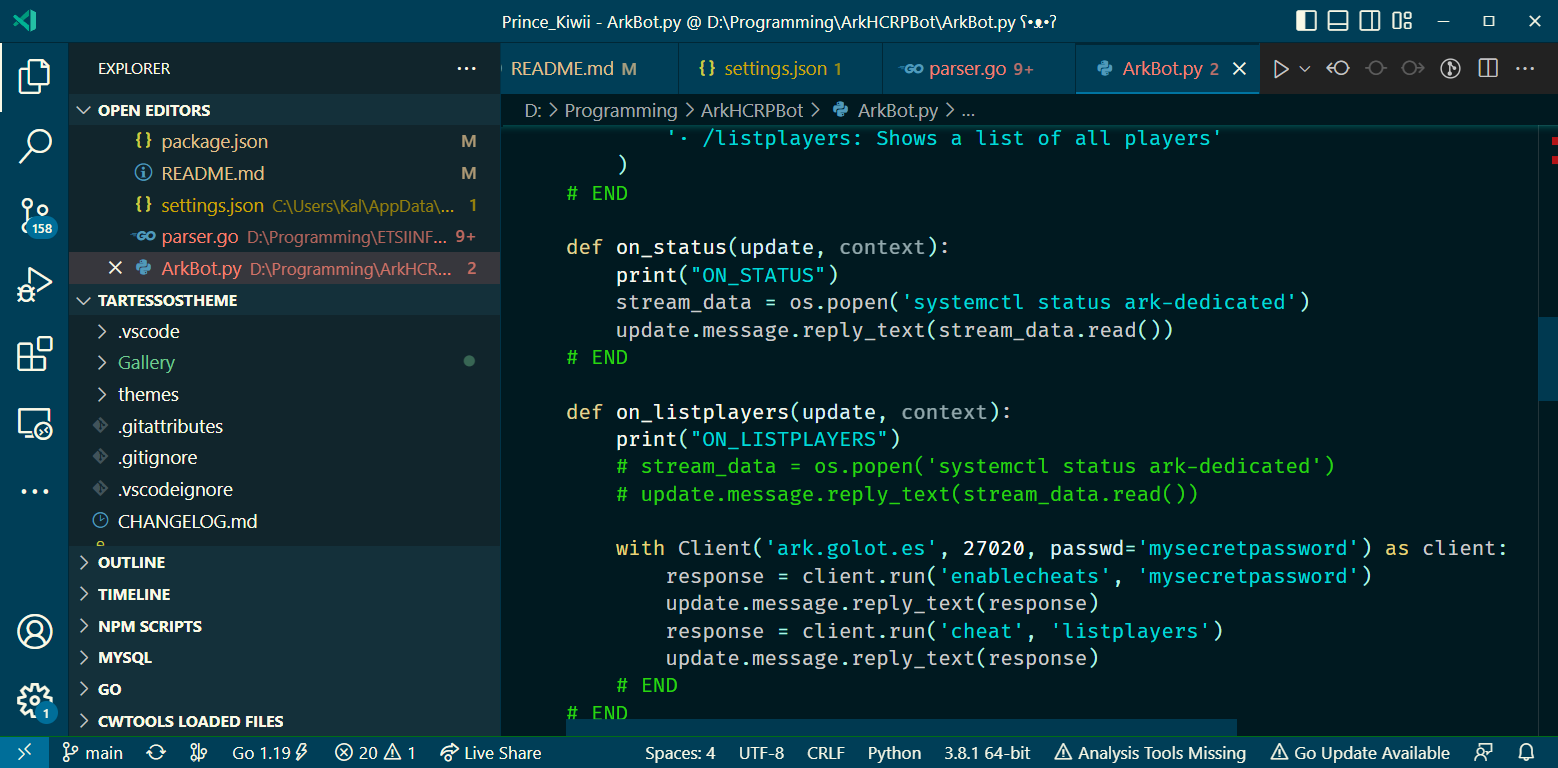 Prince_Kiwii - ArkBot.py @ D:\Programming\ArkHCRPBot\ArkBot.py ʕ•ᴥ•ʔ
EXPLORER
README.md M
{} settings.json 1
GO parser.go 9+
ArkBot.py 2
OPEN EDITORS
{} package.json M
README.md M
{} settings.json C:\Users\Kal\AppData\... 1
GO parser.go D:\Programming\ETSIINF... 9+
ArkBot.py D:\Programming\ArkHCR... 2
TARTESSOSTHEME
.vscode
Gallery
themes
.gitattributes
.gitignore
.vscodeignore
CHANGELOG.md
OUTLINE
TIMELINE
NPM SCRIPTS
MYSQL
GO
CWTOOLS LOADED FILES
158
1
D: > Programming > ArkHCRPBot > ArkBot.py > ...
'· /listplayers: Shows a list of all players'
)
# END
def on_status(update, context):
print("ON_STATUS")
stream_data = os.popen('systemctl status ark-dedicated')
update.message.reply_text(stream_data.read())
# END
def on_listplayers(update, context):
print("ON_LISTPLAYERS")
# stream_data = os.popen('systemctl status ark-dedicated')
# update.message.reply_text(stream_data.read())
with Client('ark.golot.es', 27020, passwd='mysecretpassword') as client:
response = client.run('enablecheats', 'mysecretpassword')
update.message.reply_text(response)
response = client.run('cheat', 'listplayers')
update.message.reply_text(response)
# END
# END
main
Go 1.19
20
1
Live Share
Spaces: 4
UTF-8
CRLF
Python
3.8.1 64-bit
Analysis Tools Missing
Go Update Available